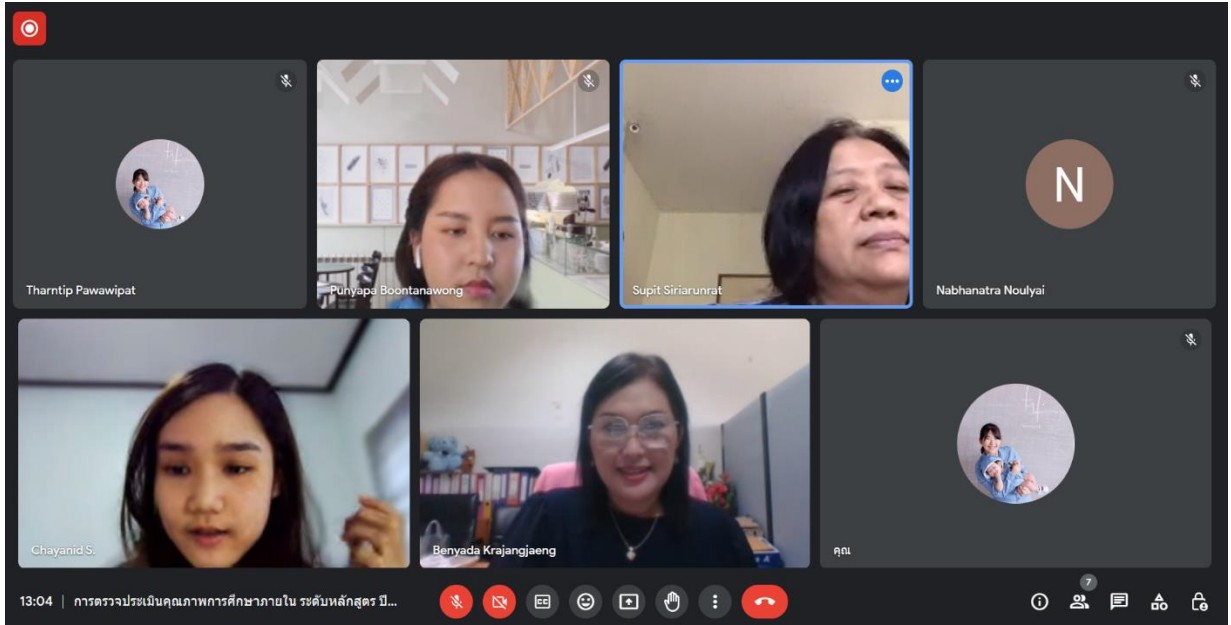 Tharntip Pawawipat
Punyapa Boontanawong
Supit Siriarunrat
N
Nabhanatra Noulyai
Chayanid S.
Benyada Krajangjaeng
คุณ
13:04 | การตรวจประเมินคุณภาพการศึกษาภายใน ระดับหลักสูตร ปี...
CC
7